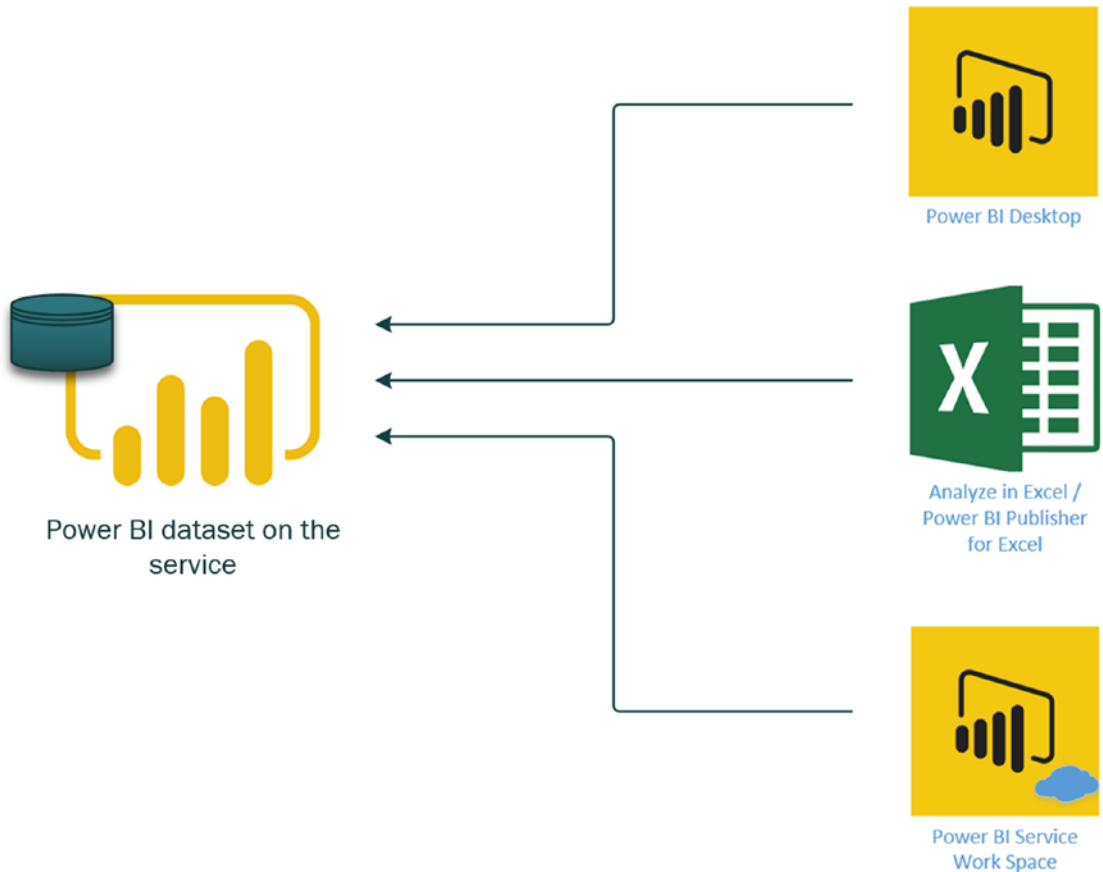 Power BI Desktop
Power BI dataset on the
service
X
Analyze in Excel /
Power BI Publisher
for Excel
Power BI Service
Work Space